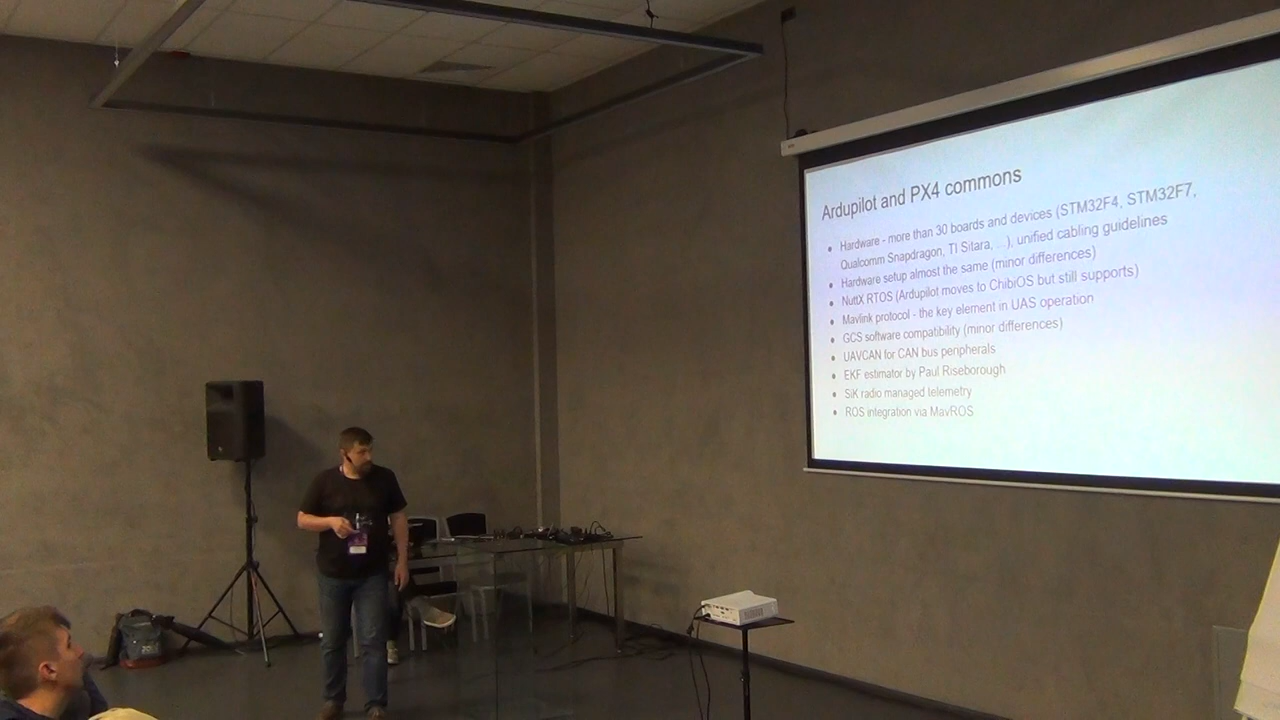 Ardupilot and PX4 commons
Hardware - more than 30 boards and devices (STM32F4, STM32F7,
Qualcomm Snapdragon, TI Sitara, ...), unified cabling guidelines
Hardware setup almost the same (minor differences)
NuttX RTOS (Ardupilot moves to ChibiOS but still supports)
Mavlink protocol - the key element in UAS operation
GCS software compatibility (minor differences)
UAVCAN for CAN bus peripherals
EKF estimator by Paul Riseborough
SiK radio managed telemetry
ROS integration via MavROS